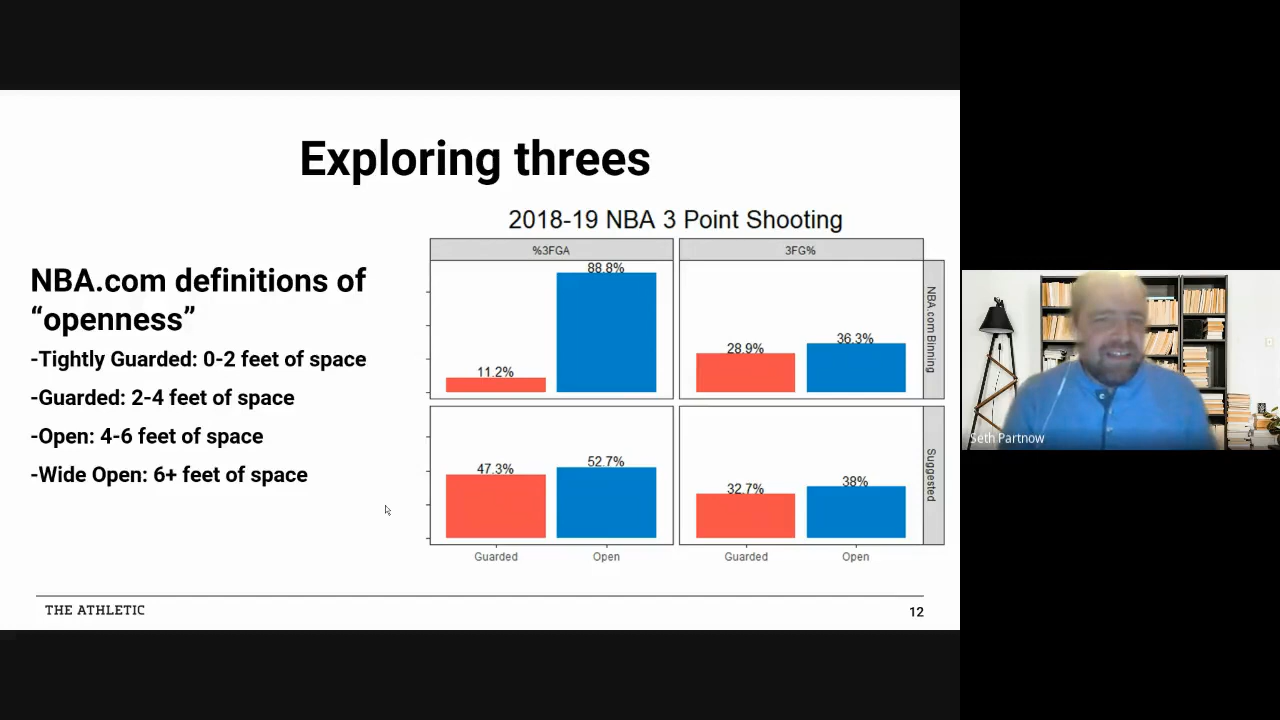 Exploring threes
NBA.com definitions of
“openness”
-Tightly Guarded: 0-2 feet of space
-Guarded: 2-4 feet of space
-Open: 4-6 feet of space
-Wide Open: 6+ feet of space
2018-19 NBA 3 Point Shooting
%3FGA
3FG%
88.8%
11.2%
28.9%
36.3%
NBA.com Binning
47.3%
52.7%
32.7%
38%
Suggested
Guarded
Open
Guarded
Open
THE ATHLETIC
12
Seth Partnow